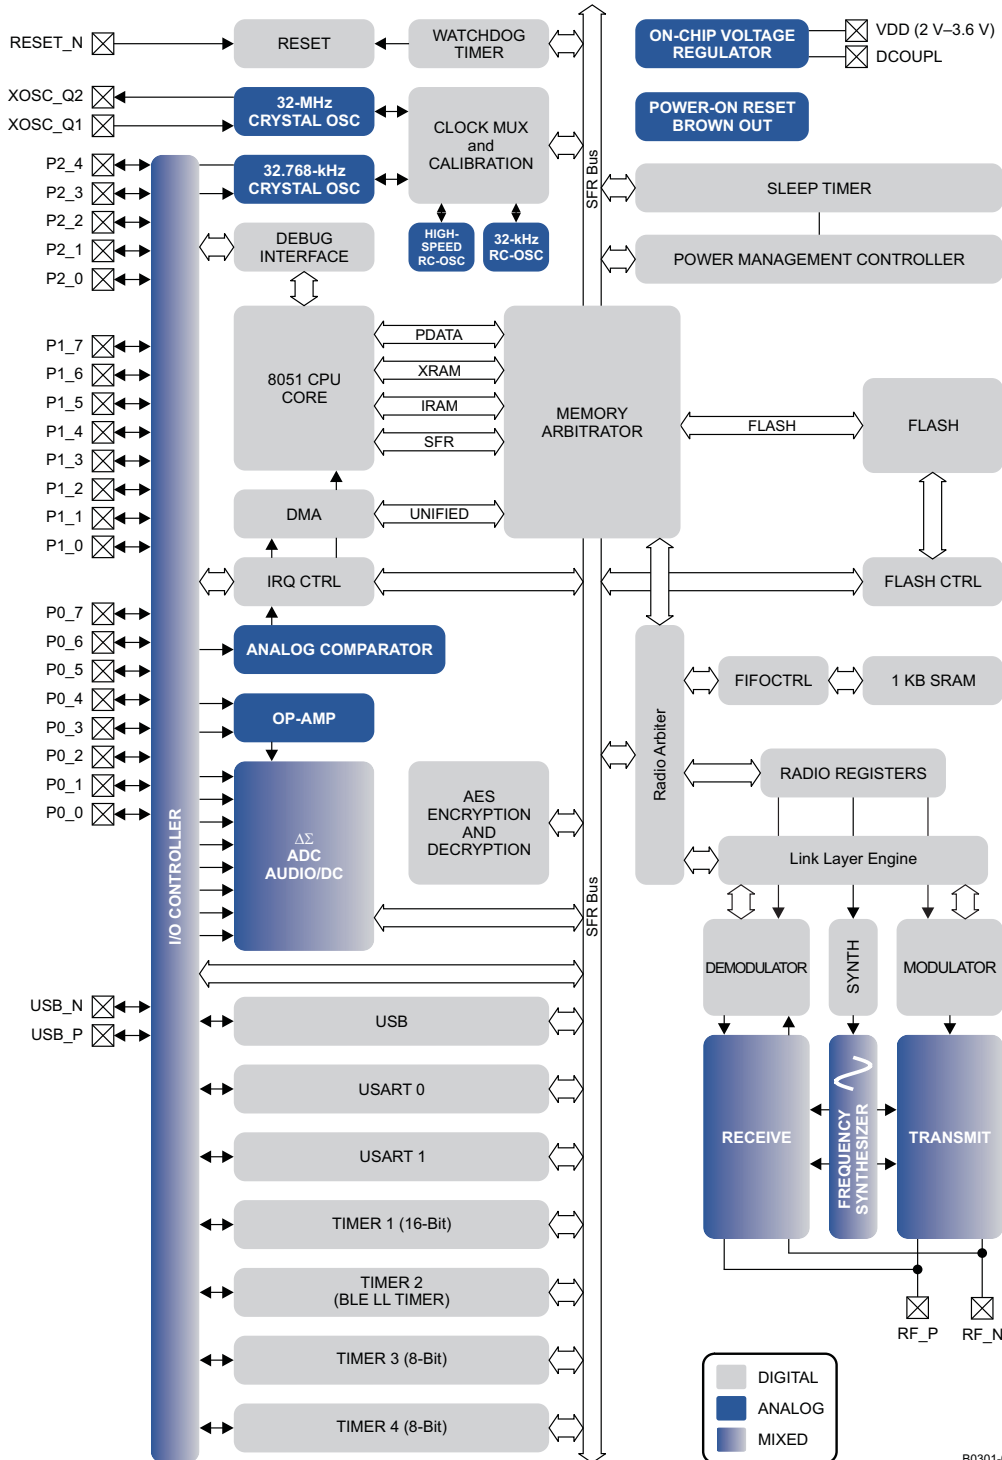 RESET_N
RESET
WATCHDOG
TIMER
ON-CHIP VOLTAGE
REGULATOR
VDD (2 V–3.6 V)
DCOUPL
XOSC_Q2
XOSC_Q1
32-MHz
CRYSTAL OSC
CLOCK MUX
and
CALIBRATION
POWER-ON RESET
BROWN OUT
SFR Bus
P2_4
P2_3
P2_2
P2_1
P2_0
32.768-kHz
CRYSTAL OSC
SLEEP TIMER
HIGH-
SPEED
RC-OSC
32-kHz
RC-OSC
DEBUG
INTERFACE
POWER MANAGEMENT CONTROLLER
P1_7
P1_6
P1_5
P1_4
P1_3
P1_2
P1_1
P1_0
8051 CPU
CORE
PDATA
XRAM
IRAM
SFR
MEMORY
ARBITRATOR
FLASH
FLASH
DMA
UNIFIED
IRQ CTRL
FLASH CTRL
P0_7
P0_6
P0_5
P0_4
P0_3
P0_2
P0_1
P0_0
ANALOG COMPARATOR
OP-AMP
Radio Arbiter
FIFOCTRL
1 KB SRAM
RADIO REGISTERS
I/O CONTROLLER
ΔΣ
ADC
AUDIO/DC
AES
ENCRYPTION
AND
DECRYPTION
Link Layer Engine
SFR Bus
DEMODULATOR
SYNTH
MODULATOR
USB_N
USB_P
USB
USART 0
USART 1
RECEIVE
FREQUENCY
SYNTHESIZER
TRANSMIT
TIMER 1 (16-Bit)
TIMER 2
(BLE LL TIMER)
RF_P
RF_N
TIMER 3 (8-Bit)
TIMER 4 (8-Bit)
DIGITAL
ANALOG
MIXED